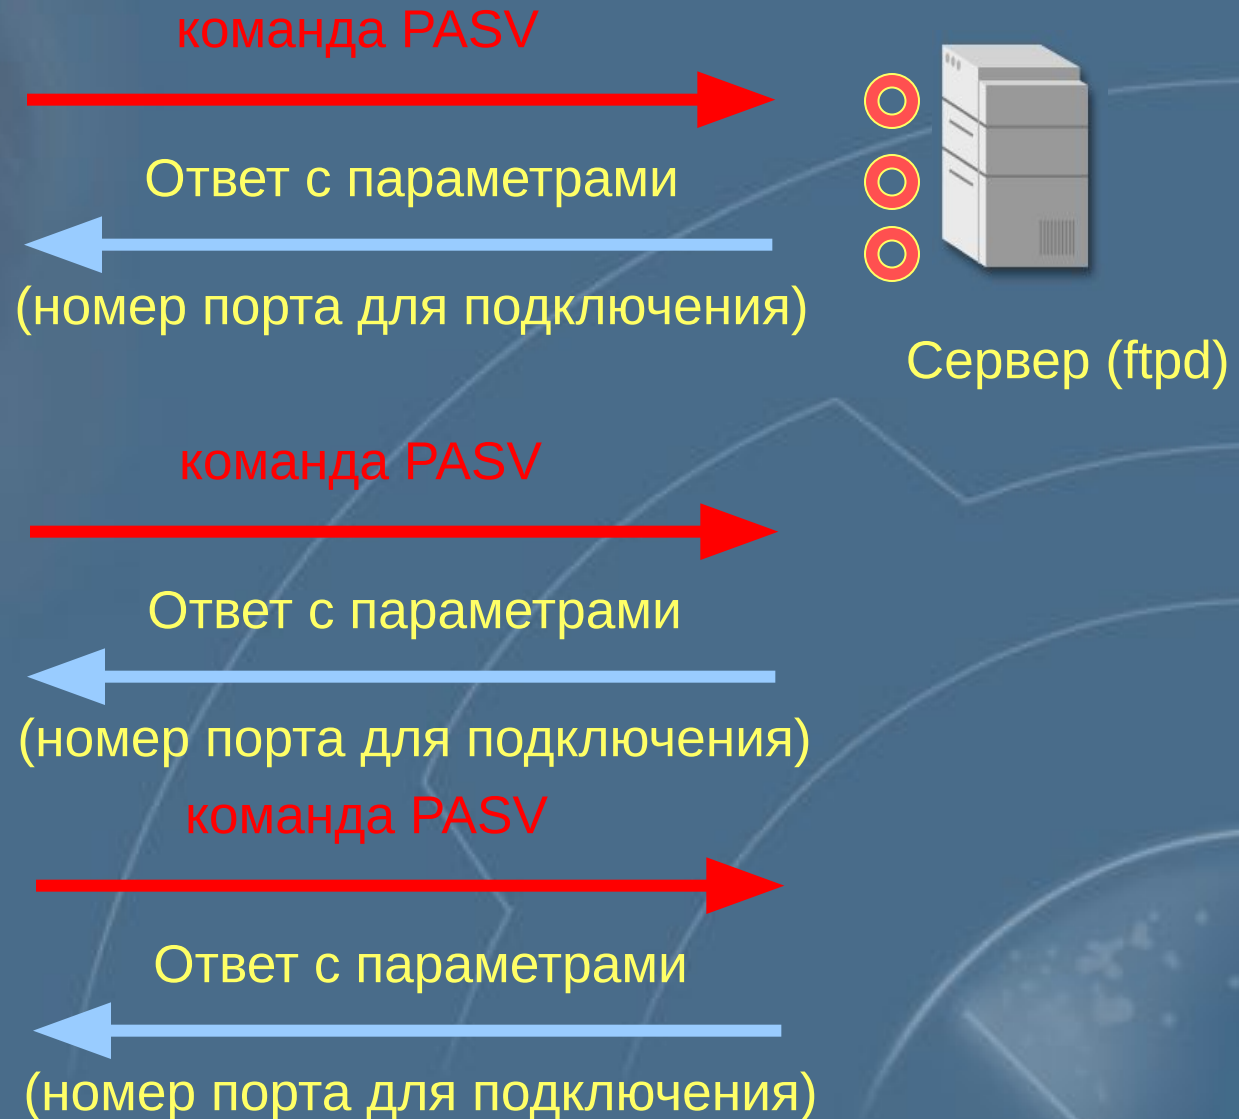 команда PASV
Ответ с параметрами
(номер порта для подключения)
Сервер (ftpd)
команда PASV
Ответ с параметрами
(номер порта для подключения)
команда PASV
Ответ с параметрами
(номер порта для подключения)